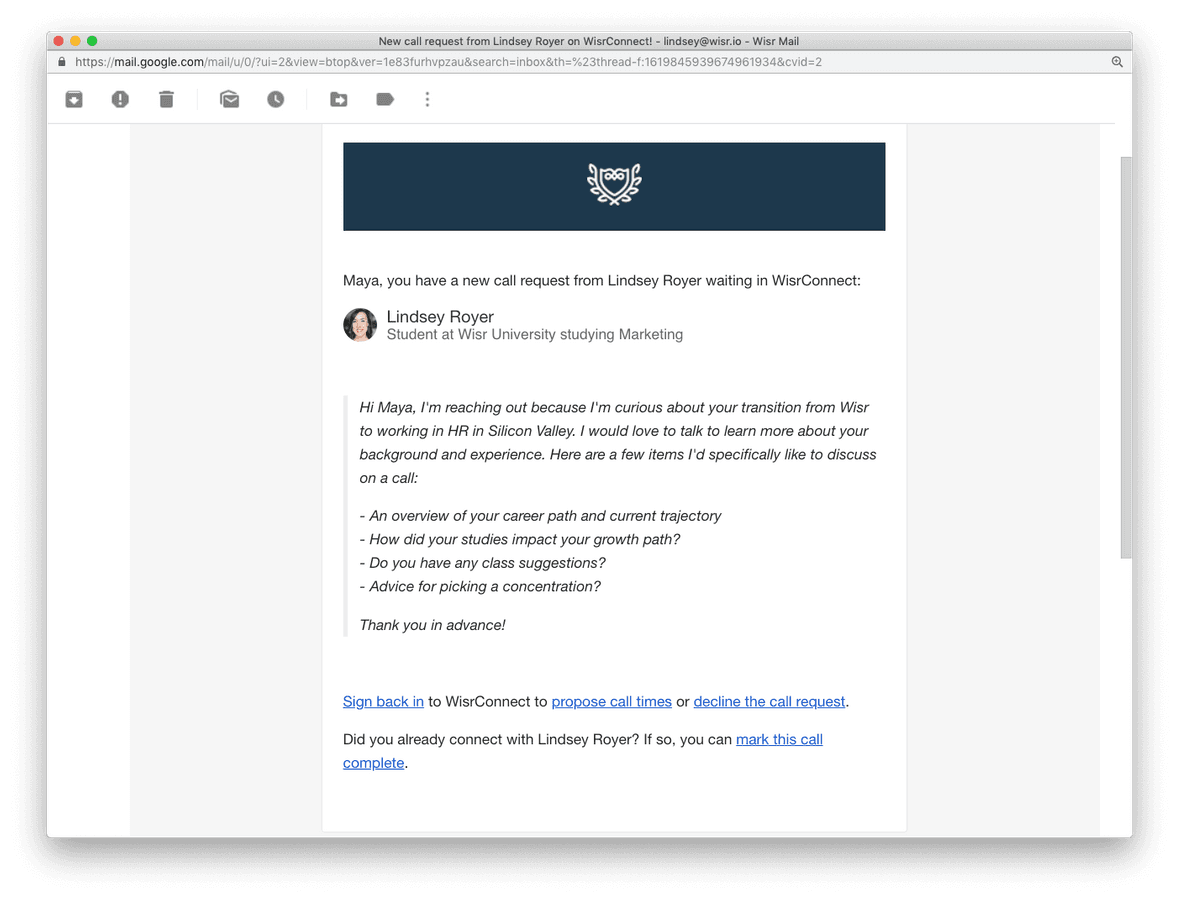 New call request from Lindsey Royer on WisrConnect! - lindsey@wisr.io - Wisr Mail
https://mail.google.com/mail/u/0/?ui=2&view=btop&ver=1e83furhvpzau&search=inbox&th=%23thread-f:1619845939674961934&cvid=2
Maya, you have a new call request from Lindsey Royer waiting in WisrConnect:
Lindsey Royer
Student at Wisr University studying Marketing
Hi Maya, I'm reaching out because I'm curious about your transition from Wisr
to working in HR in Silicon Valley. I would love to talk to learn more about your
background and experience. Here are a few items I'd specifically like to discuss
on a call:
- An overview of your career path and current trajectory
- How did your studies impact your growth path?
- Do you have any class suggestions?
- Advice for picking a concentration?
Thank you in advance!
Sign back in to WisrConnect to propose call times or decline the call request.
Did you already connect with Lindsey Royer? If so, you can mark this call
complete.